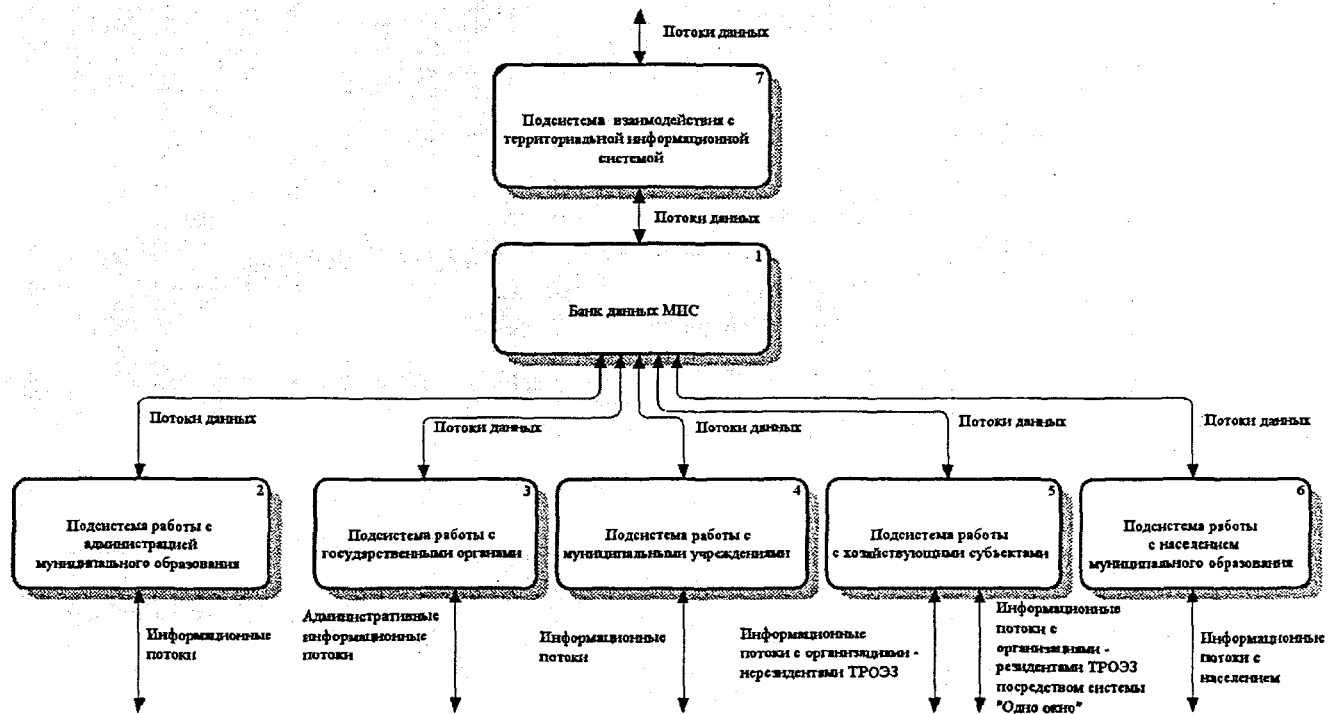 Потоки данных
7
Подсистема взаимодействия с
территориальной информационной
системой
Потоки данных
1
Банк данных МИС
Потоки данных
Потоки данных
Потоки данных
Потоки данных
Потоки данных
2
Подсистема работы с
администрацией
муниципального образования
3
Подсистема работы с
государственными органами
4
Подсистема работы с
муниципальными учреждениями
5
Подсистема работы
с хозяйствующими субъектами
6
Подсистема работы
с населением
муниципального образования
Информационные
потоки
Административные
информационные
потоки
Информационные
потоки
Информационные
потоки с организациями -
нерезидентами ТРОЭЗ
Информационные
потоки с
организациями -
резидентами ТРОЭЗ
посредством системы
"Одно окно"
Информационные
потоки с
населением